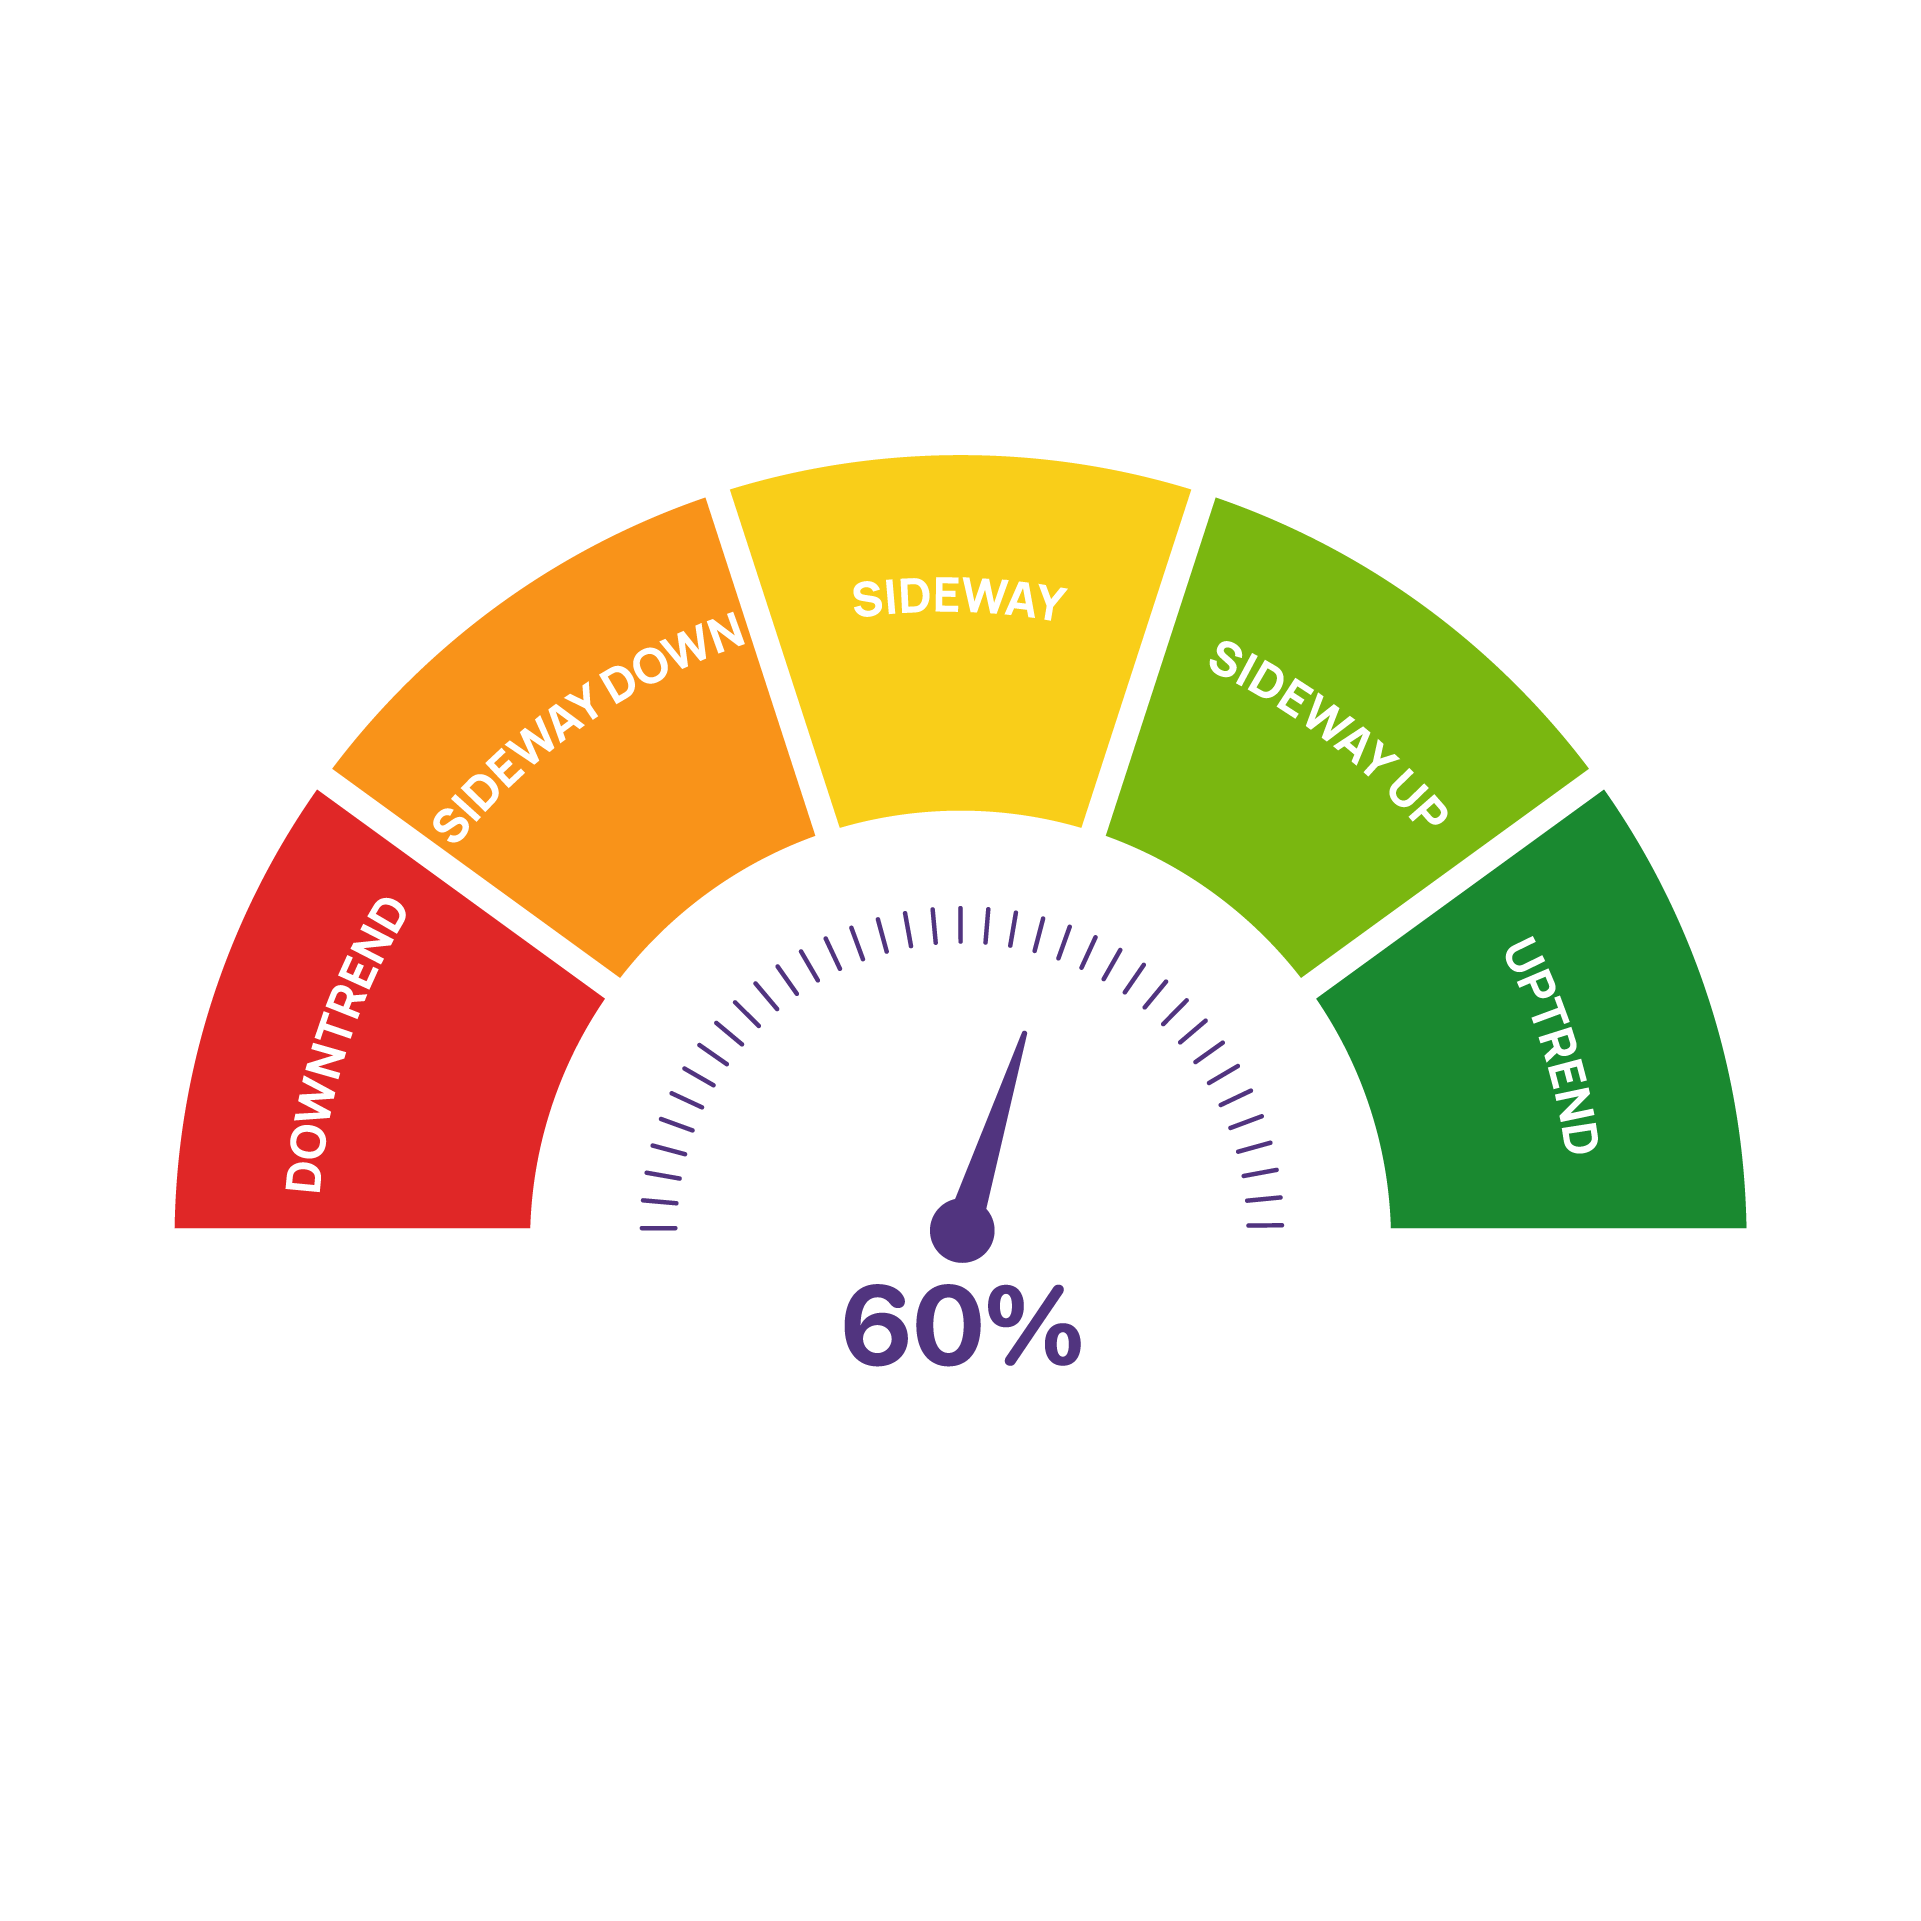 DOWNTREND
SIDEWAY DOWN
SIDEWAY
SIDEWAY UP
UPTREND
60%